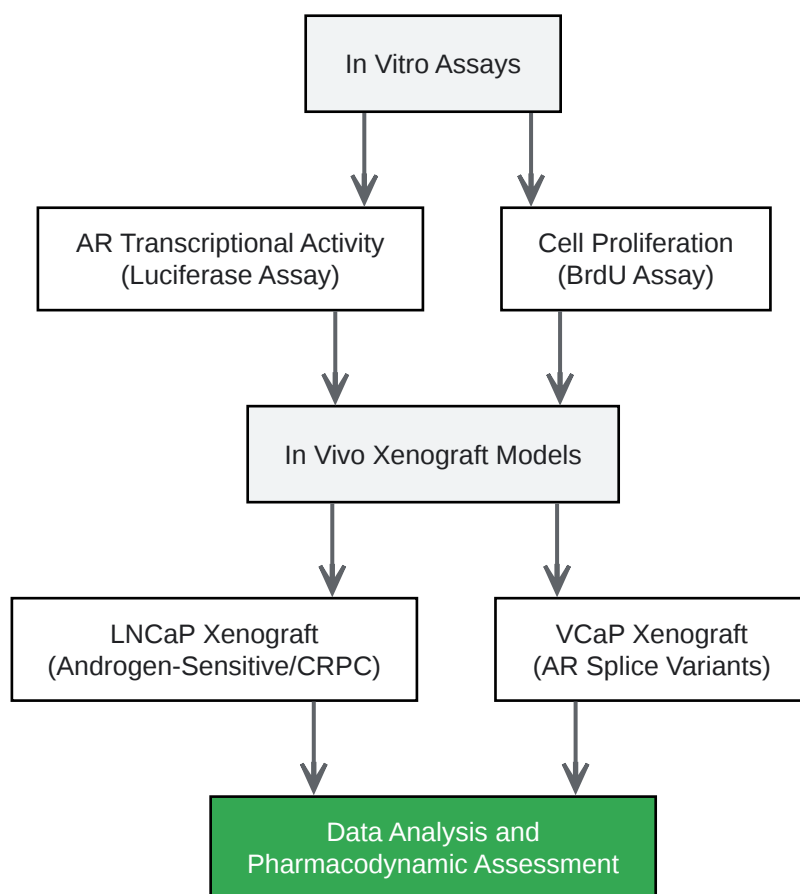 In Vitro Assays
AR Transcriptional Activity
(Luciferase Assay)
Cell Proliferation
(BrdU Assay)
In Vivo Xenograft Models
LNCaP Xenograft
(Androgen-Sensitive/CRPC)
VCaP Xenograft
(AR Splice Variants)
Data Analysis and
Pharmacodynamic Assessment